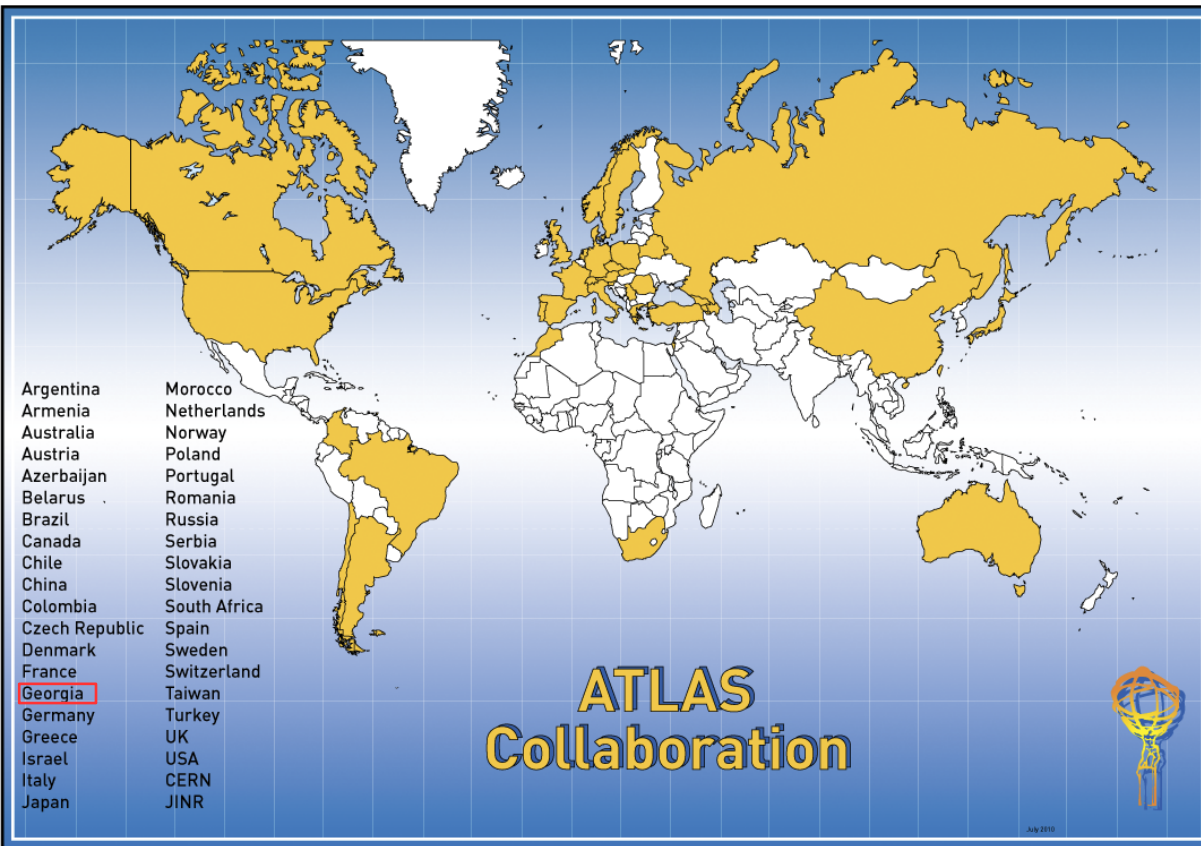 Argentina
Armenia
Australia
Austria
Azerbaijan
Belarus
Brazil
Canada
Chile
China
Colombia
Czech Republic
Denmark
France
Georgia
Germany
Greece
Israel
Italy
Japan
Morocco
Netherlands
Norway
Poland
Portugal
Romania
Russia
Serbia
Slovakia
Slovenia
South Africa
Spain
Sweden
Switzerland
Taiwan
Turkey
UK
USA
CERN
JINR
ATLAS
Collaboration
July 2010